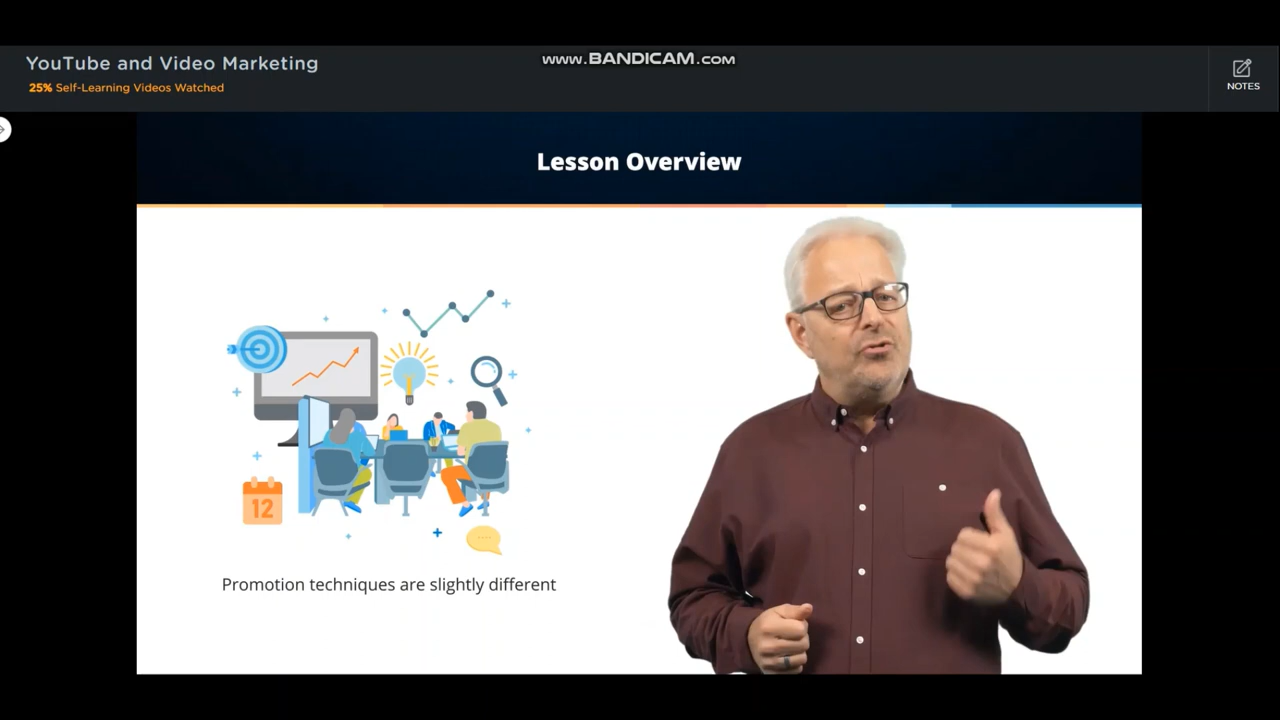 YouTube and Video Marketing
25% Self-Learning Videos Watched
www.BANDICAM.com
NOTES
Lesson Overview
12
Promotion techniques are slightly different